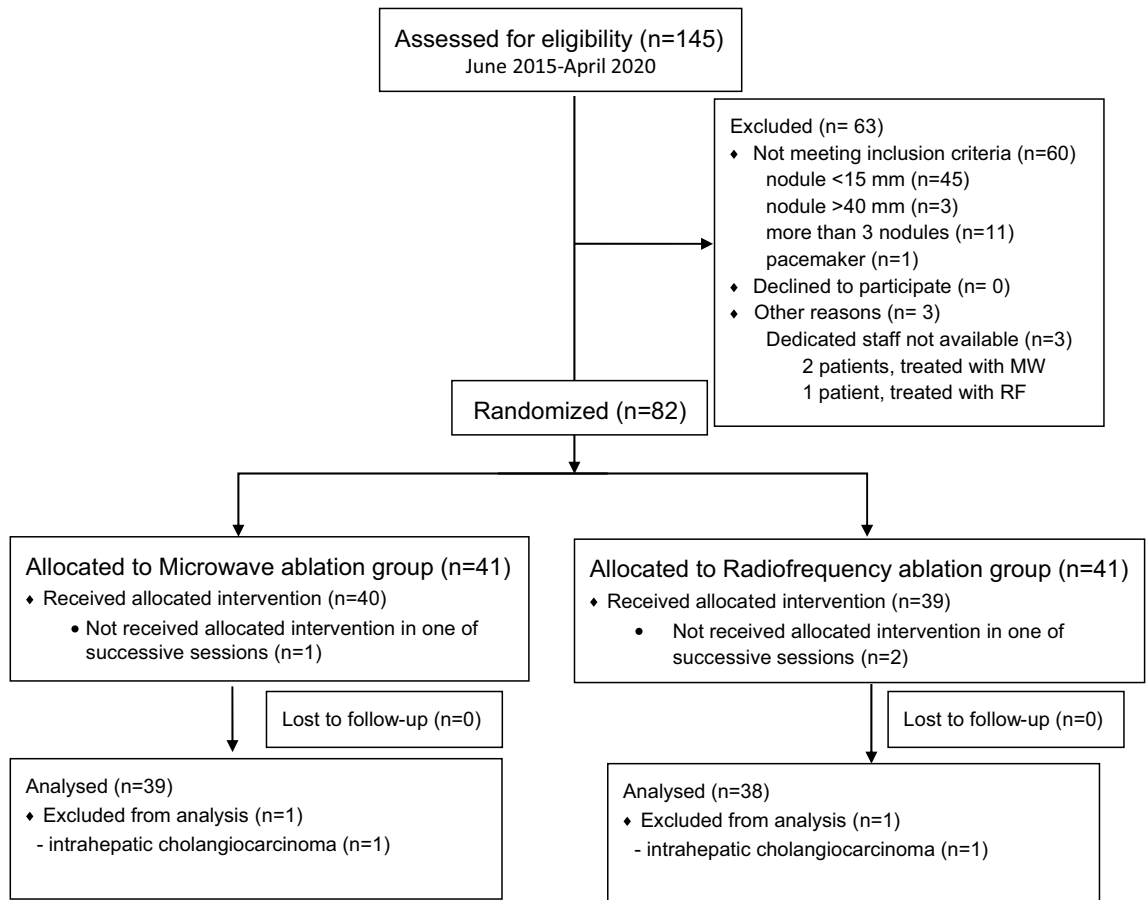 Assessed for eligibility (n=145)
June 2015-April 2020
Excluded (n= 63)
♦ Not meeting inclusion criteria (n=60)
nodule <15 mm (n=45)
nodule >40 mm (n=3)
more than 3 nodules (n=11)
pacemaker (n=1)
♦ Declined to participate (n= 0)
♦ Other reasons (n= 3)
Dedicated staff not available (n=3)
2 patients, treated with MW
1 patient, treated with RF
Randomized (n=82)
Allocated to Microwave ablation group (n=41)
♦ Received allocated intervention (n=40)
• Not received allocated intervention in one of
successive sessions (n=1)
Allocated to Radiofrequency ablation group (n=41)
♦ Received allocated intervention (n=39)
• Not received allocated intervention in one of
successive sessions (n=2)
Lost to follow-up (n=0)
Lost to follow-up (n=0)
Analysed (n=39)
♦ Excluded from analysis (n=1)
- intrahepatic cholangiocarcinoma (n=1)
Analysed (n=38)
♦ Excluded from analysis (n=1)
- intrahepatic cholangiocarcinoma (n=1)